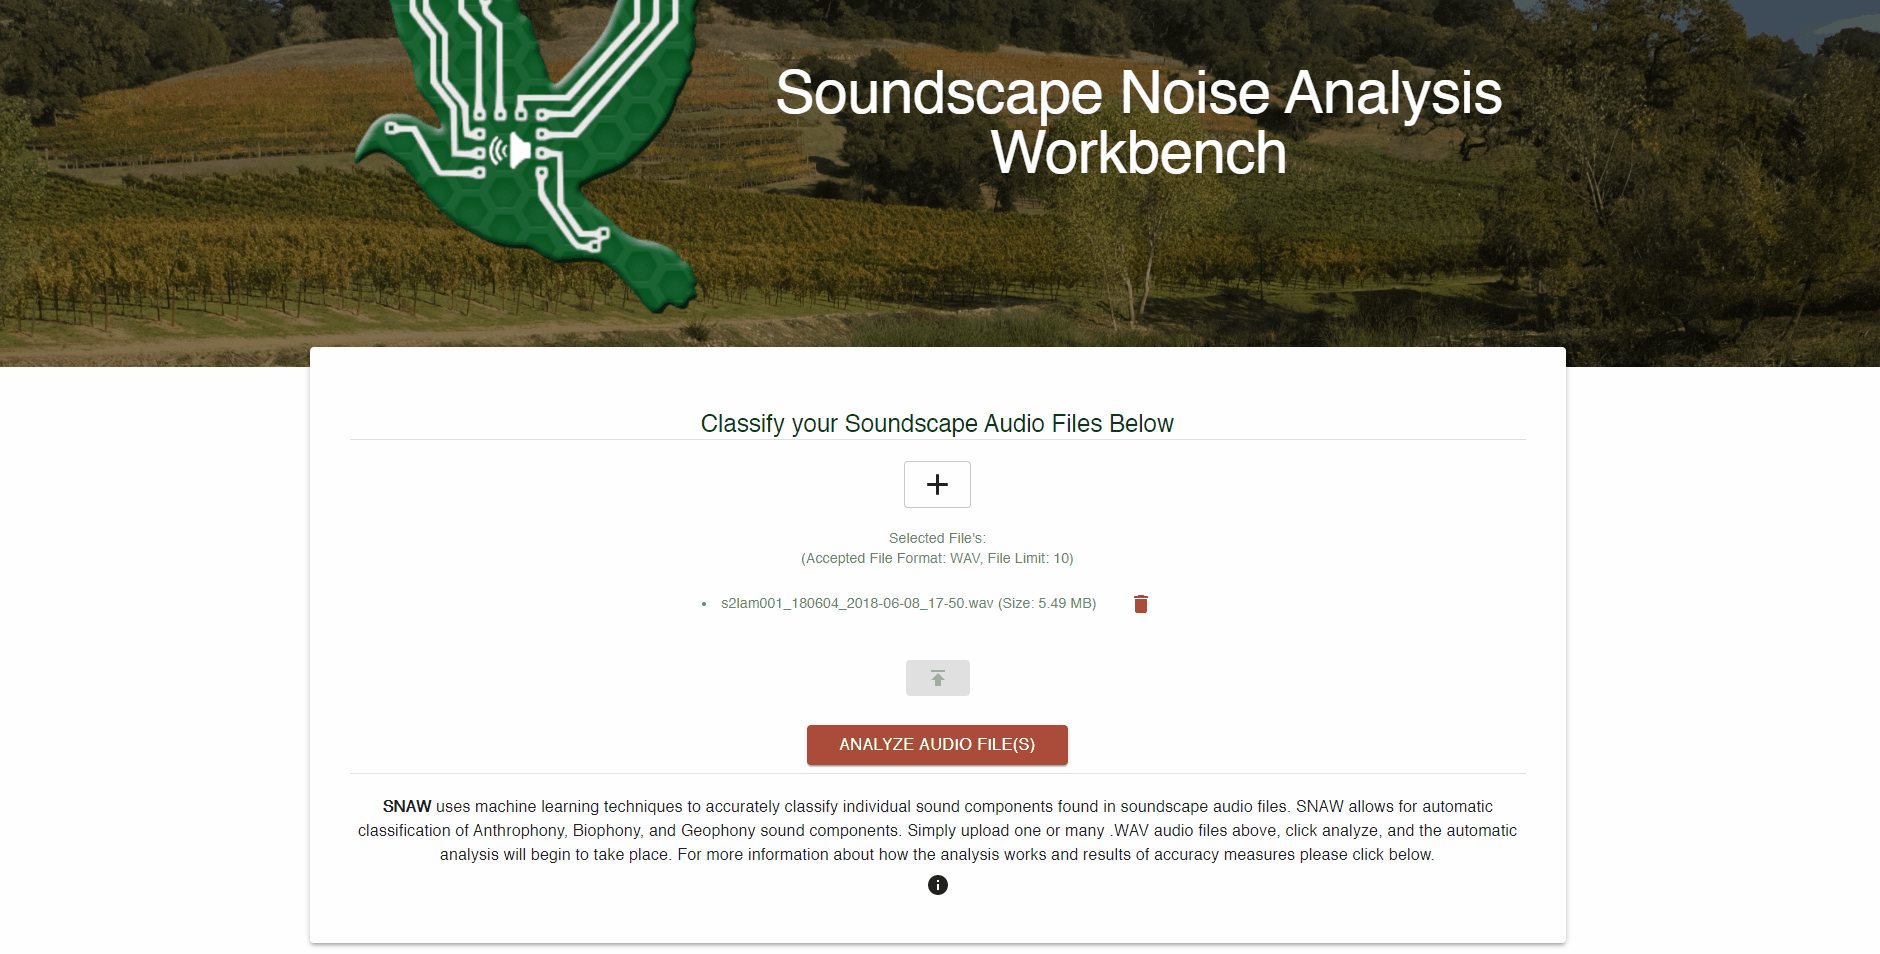 Soundscape Noise Analysis
Workbench
Classify your Soundscape Audio Files Below
Selected File's:
(Accepted File Format: WAV, File Limit: 10)
s2lam001_180604_2018-06-08_17-50.wav (Size: 5.49 MB)
ANALYZE AUDIO FILE(S)
SNAW uses machine learning techniques to accurately classify individual sound components found in soundscape audio files. SNAW allows for automatic
classification of Anthrophony, Biophony, and Geophony sound components. Simply upload one or many .WAV audio files above, click analyze, and the automatic
analysis will begin to take place. For more information about how the analysis works and results of accuracy measures please click below.